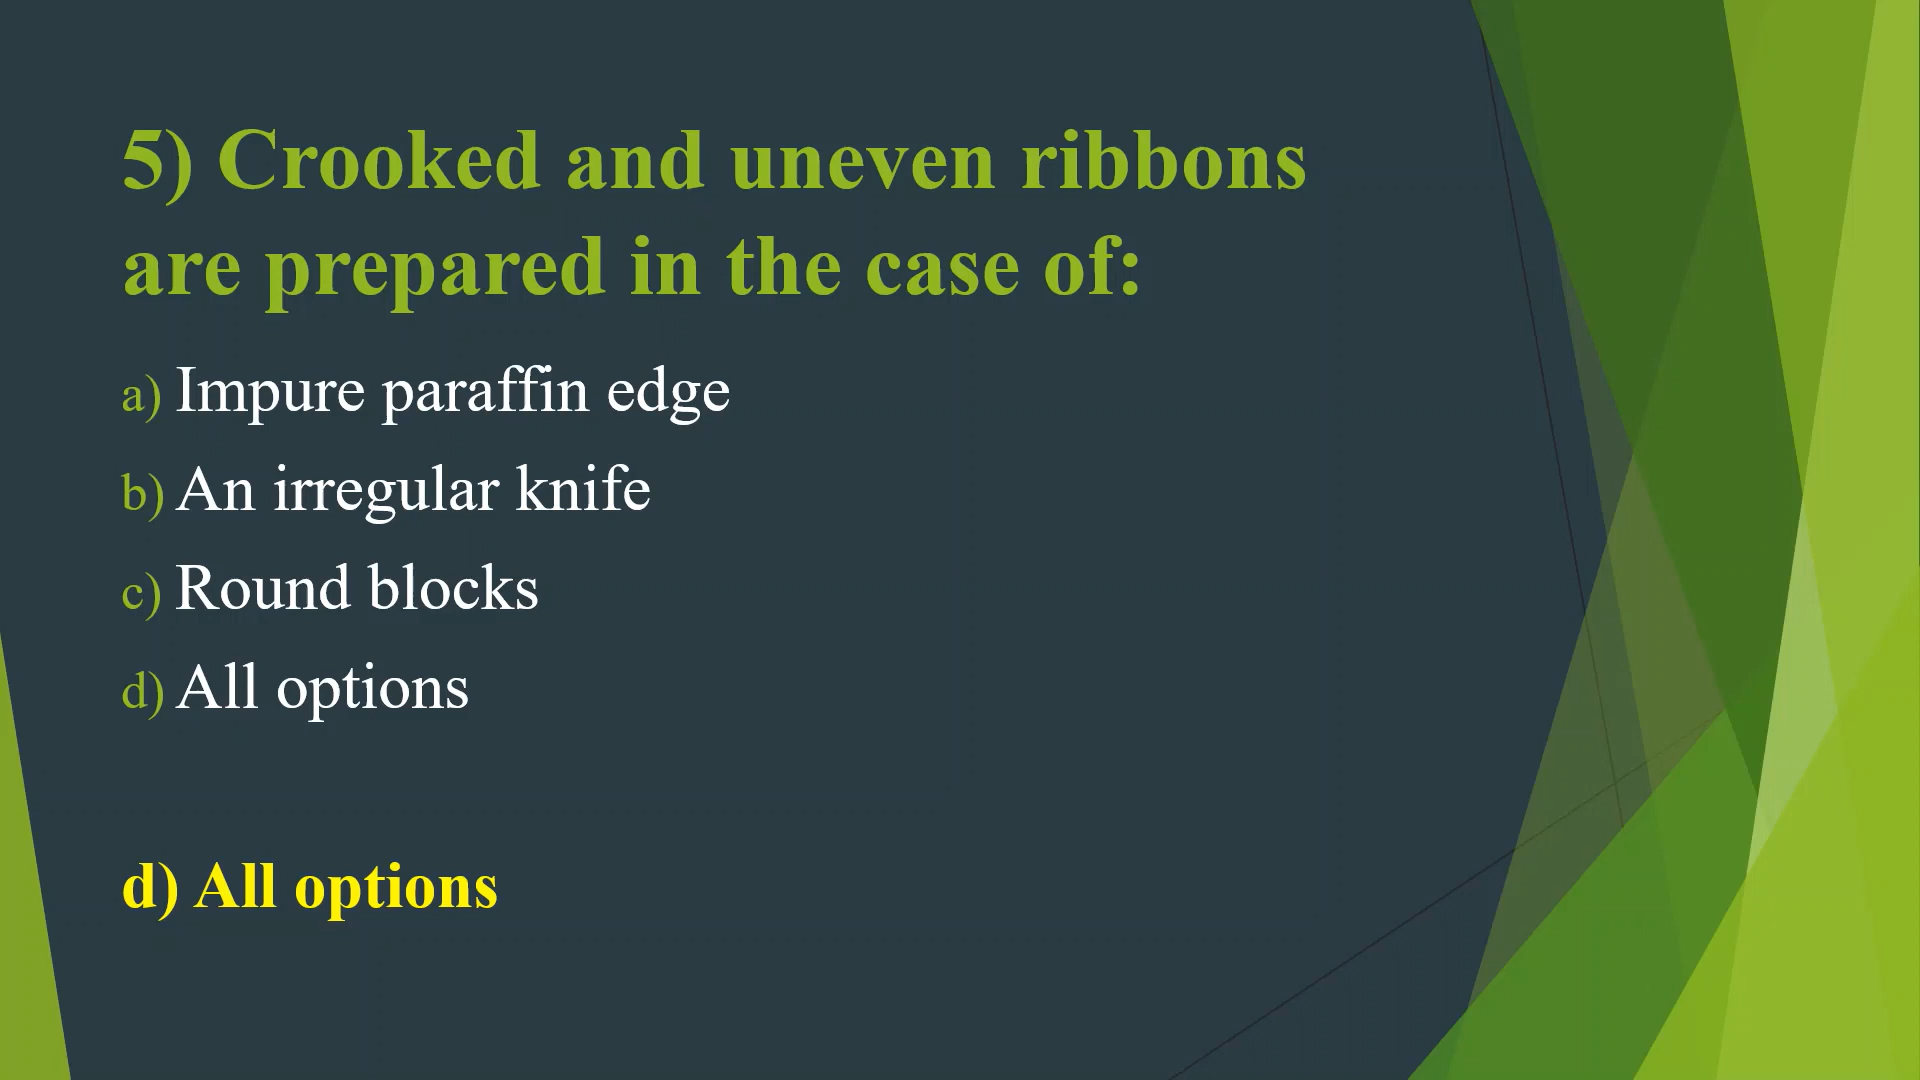 5) Crooked and uneven ribbons
are prepared in the case of:
a) Impure paraffin edge
b) An irregular knife
c) Round blocks
d) All options
d) All options